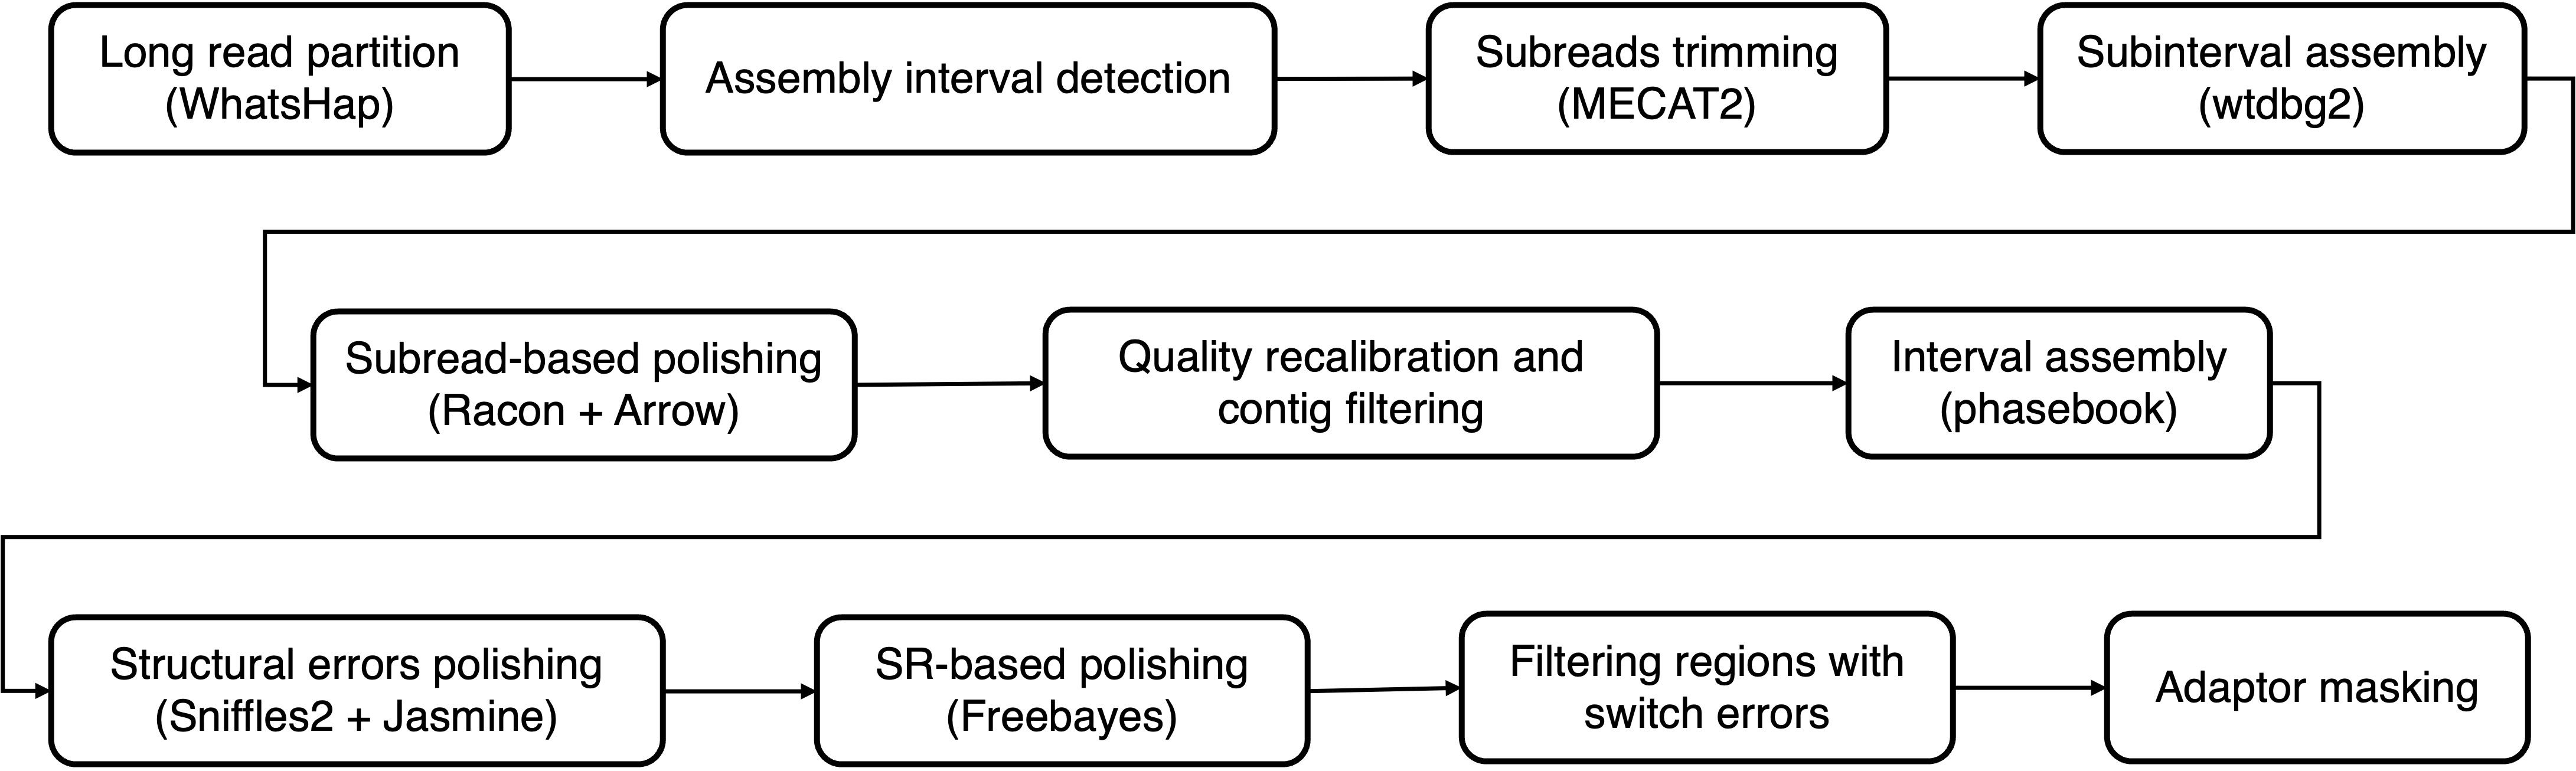 Long read partition
(WhatsHap)
Assembly interval detection
Subreads trimming
(MECAT2)
Subinterval assembly
(wtdbg2)
Subread-based polishing
(Racon + Arrow)
Quality recalibration and
contig filtering
Interval assembly
(phasebook)
Structural errors polishing
(Sniffles2 + Jasmine)
SR-based polishing
(Freebayes)
Filtering regions with
switch errors
Adaptor masking